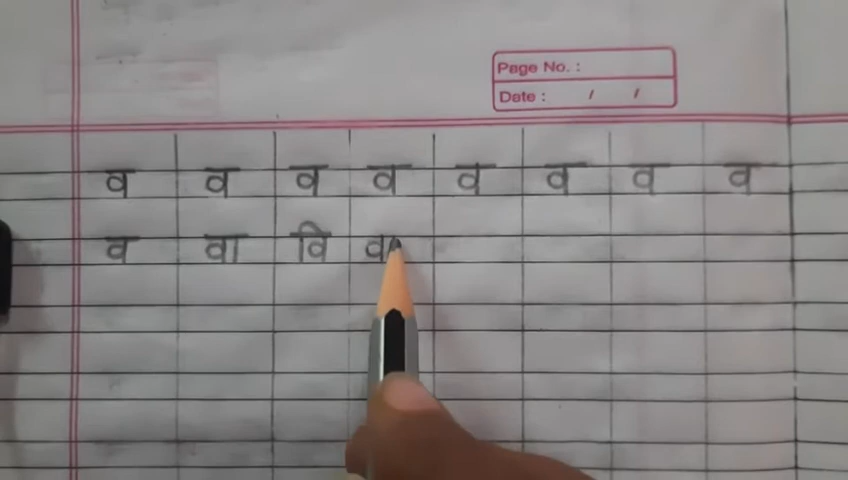 Page No. :
Date : / /
व व व व व व व व
व वा वि व